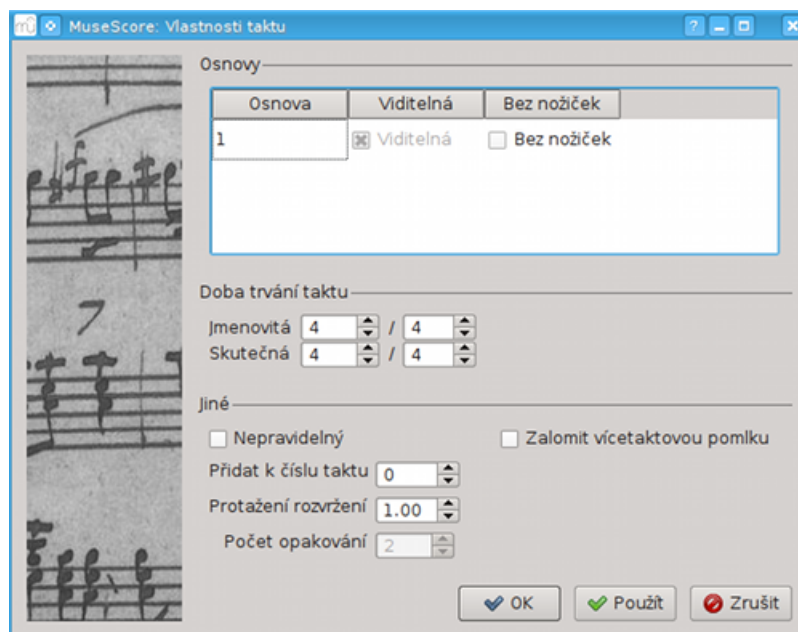 MuseScore: Vlastnosti taktu
Osnovy
Osnova Viditelná Bez nožiček
1 Viditelná Bez nožiček
Doba trvání taktu
Jmenovitá 4 / 4
Skutečná 4 / 4
Jiné
Nepravidelný Zalomit vícetaktovou pomlku
Přidat k číslu taktu 0
Protažení rozvržení 1.00
Počet opakování 2
OK Použít Zrušit